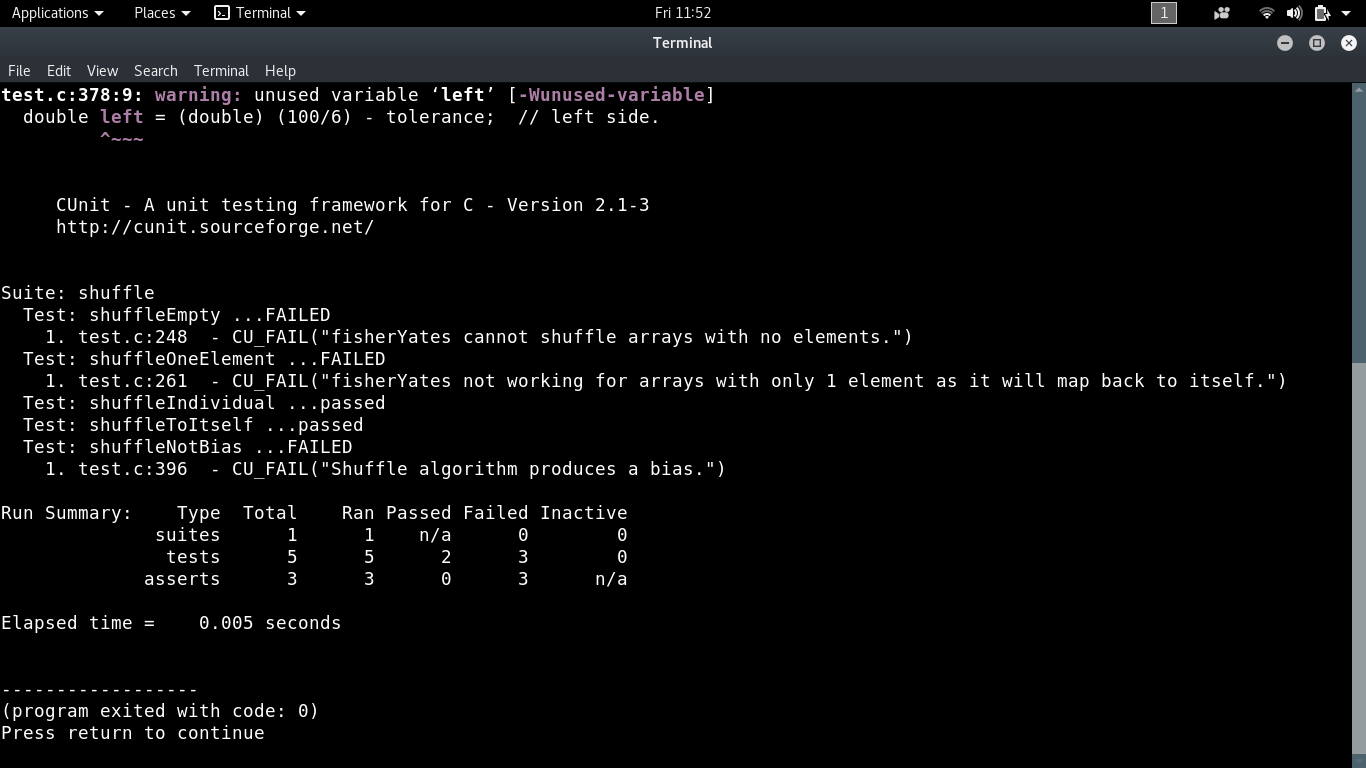 Applications Places Terminal Fri 11:52 1
Terminal
File Edit View Search Terminal Help
test.c:378:9: warning: unused variable ‘left’ [-Wunused-variable]
  double left = (double) (100/6) - tolerance;  // left side.
         ^~~~
     CUnit - A unit testing framework for C - Version 2.1-3
     http://cunit.sourceforge.net/
Suite: shuffle
  Test: shuffleEmpty ...FAILED
    1. test.c:248  - CU_FAIL("fisherYates cannot shuffle arrays with no elements.")
  Test: shuffleOneElement ...FAILED
    1. test.c:261  - CU_FAIL("fisherYates not working for arrays with only 1 element as it will map back to itself.")
  Test: shuffleIndividual ...passed
  Test: shuffleToItself ...passed
  Test: shuffleNotBias ...FAILED
    1. test.c:396  - CU_FAIL("Shuffle algorithm produces a bias.")
Run Summary:    Type  Total    Ran Passed Failed Inactive
              suites      1      1    n/a      0        0
               tests      5      5      2      3        0
             asserts      3      3      0      3      n/a
Elapsed time =    0.005 seconds
------------------
(program exited with code: 0)
Press return to continue